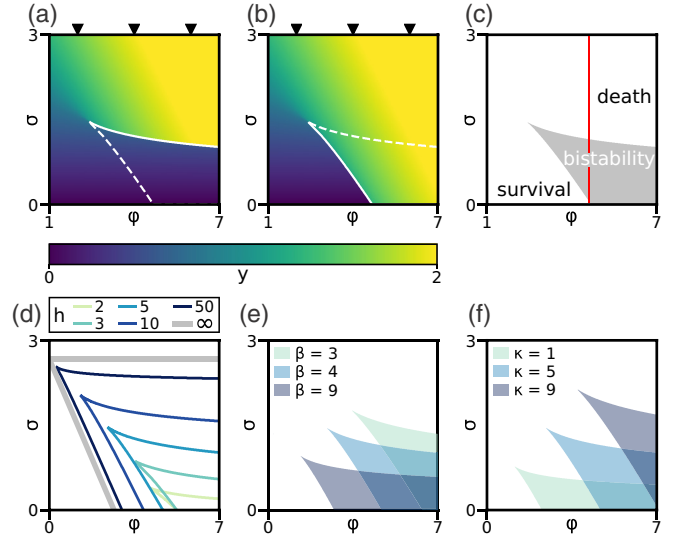 (a) (b) (c)
3 3 3
σ σ σ
death
bistability
survival
0 0 0
1 φ 7 1 φ 7 1 φ 7
0 y 2
(d) h 2 5 50 (e) (f)
3 10 ∞
3 3 3
β = 3 κ = 1
β = 4 κ = 5
β = 9 κ = 9
σ σ σ
0 0 0
0 φ 7 0 φ 7 0 φ 7